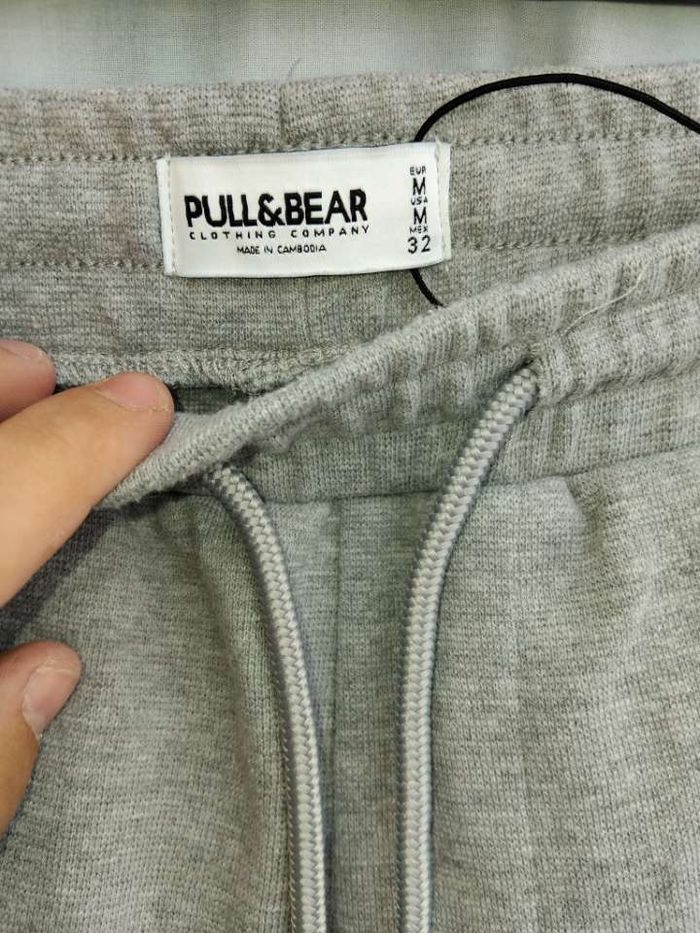 PULL&BEAR
CLOTHING COMPANY
MADE IN CAMBODIA
EUR
M
USA
M
MEX
32